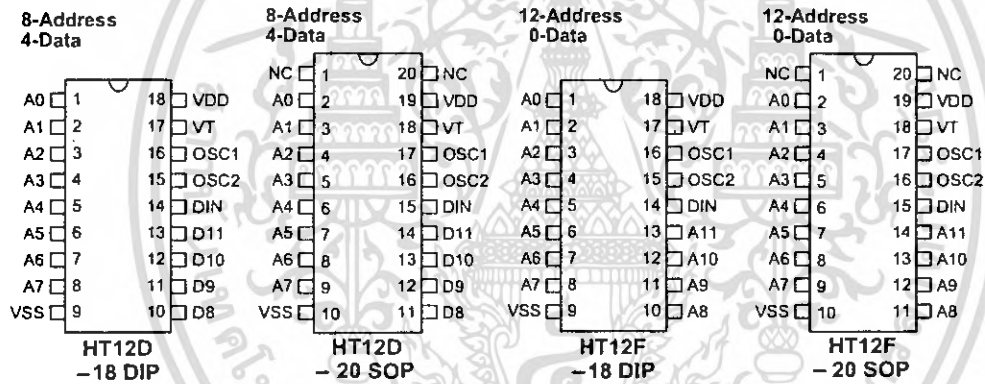 8-Address
4-Data
A0 1 18 VDD
A1 2 17 VT
A2 3 16 OSC1
A3 4 15 OSC2
A4 5 14 DIN
A5 6 13 D11
A6 7 12 D10
A7 8 11 D9
VSS 9 10 D8
HT12D
–18 DIP
8-Address
4-Data
NC 1 20 NC
A0 2 19 VDD
A1 3 18 VT
A2 4 17 OSC1
A3 5 16 OSC2
A4 6 15 DIN
A5 7 14 D11
A6 8 13 D10
A7 9 12 D9
VSS 10 11 D8
HT12D
– 20 SOP
12-Address
0-Data
A0 1 18 VDD
A1 2 17 VT
A2 3 16 OSC1
A3 4 15 OSC2
A4 5 14 DIN
A5 6 13 A11
A6 7 12 A10
A7 8 11 A9
VSS 9 10 A8
HT12F
–18 DIP
12-Address
0-Data
NC 1 20 NC
A0 2 19 VDD
A1 3 18 VT
A2 4 17 OSC1
A3 5 16 OSC2
A4 6 15 DIN
A5 7 14 A11
A6 8 13 A10
A7 9 12 A9
VSS 10 11 A8
HT12F
– 20 SOP